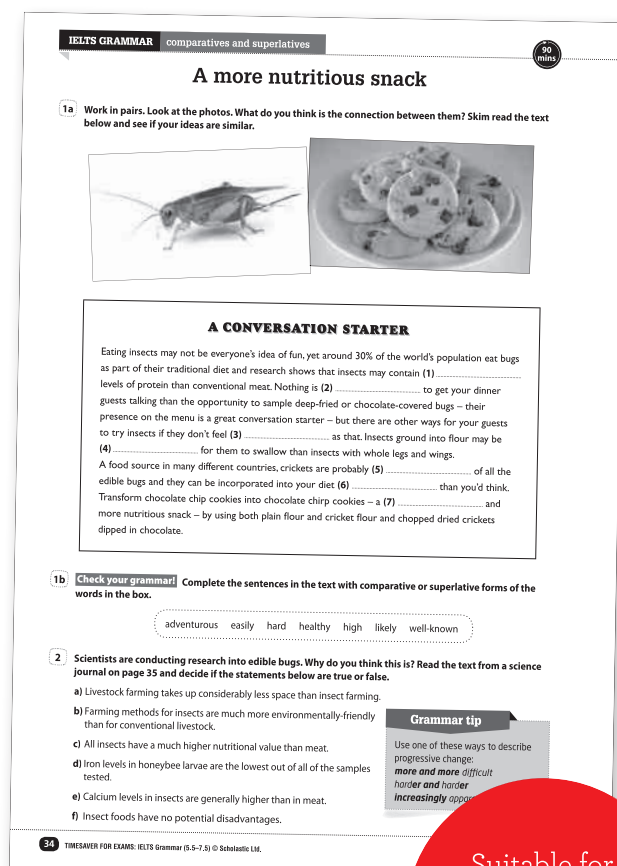 IELTS GRAMMAR comparatives and superlatives
90
mins
A more nutritious snack
1a Work in pairs. Look at the photos. What do you think is the connection between them? Skim read the text
below and see if your ideas are similar.
A CONVERSATION STARTER
Eating insects may not be everyone's idea of fun, yet around 30% of the world's population eat bugs
as part of their traditional diet and research shows that insects may contain (1)
levels of protein than conventional meat. Nothing is (2) to get your dinner
guests talking than the opportunity to sample deep-fried or chocolate-covered bugs – their
presence on the menu is a great conversation starter – but there are other ways for your guests
to try insects if they don't feel (3) as that. Insects ground into flour may be
(4) for them to swallow than insects with whole legs and wings.
A food source in many different countries, crickets are probably (5) of all the
edible bugs and they can be incorporated into your diet (6) than you'd think.
Transform chocolate chip cookies into chocolate chirp cookies – a (7) and
more nutritious snack – by using both plain flour and cricket flour and chopped dried crickets
dipped in chocolate.
1b Check your grammar! Complete the sentences in the text with comparative or superlative forms of the
words in the box.
adventurous easily hard healthy high likely well-known
2 Scientists are conducting research into edible bugs. Why do you think this is? Read the text from a science
journal on page 35 and decide if the statements below are true or false.
a) Livestock farming takes up considerably less space than insect farming.
b) Farming methods for insects are much more environmentally-friendly
than for conventional livestock.
c) All insects have a much higher nutritional value than meat.
d) Iron levels in honeybee larvae are the lowest out of all of the samples
tested.
e) Calcium levels in insects are generally higher than in meat.
f) Insect foods have no potential disadvantages.
Grammar tip
Use one of these ways to describe
progressive change:
more and more difficult
harder and harder
increasingly
34 TIMESAVER FOR EXAMS: IELTS Grammar (5.5–7.5) © Scholastic Ltd.
Suitable for